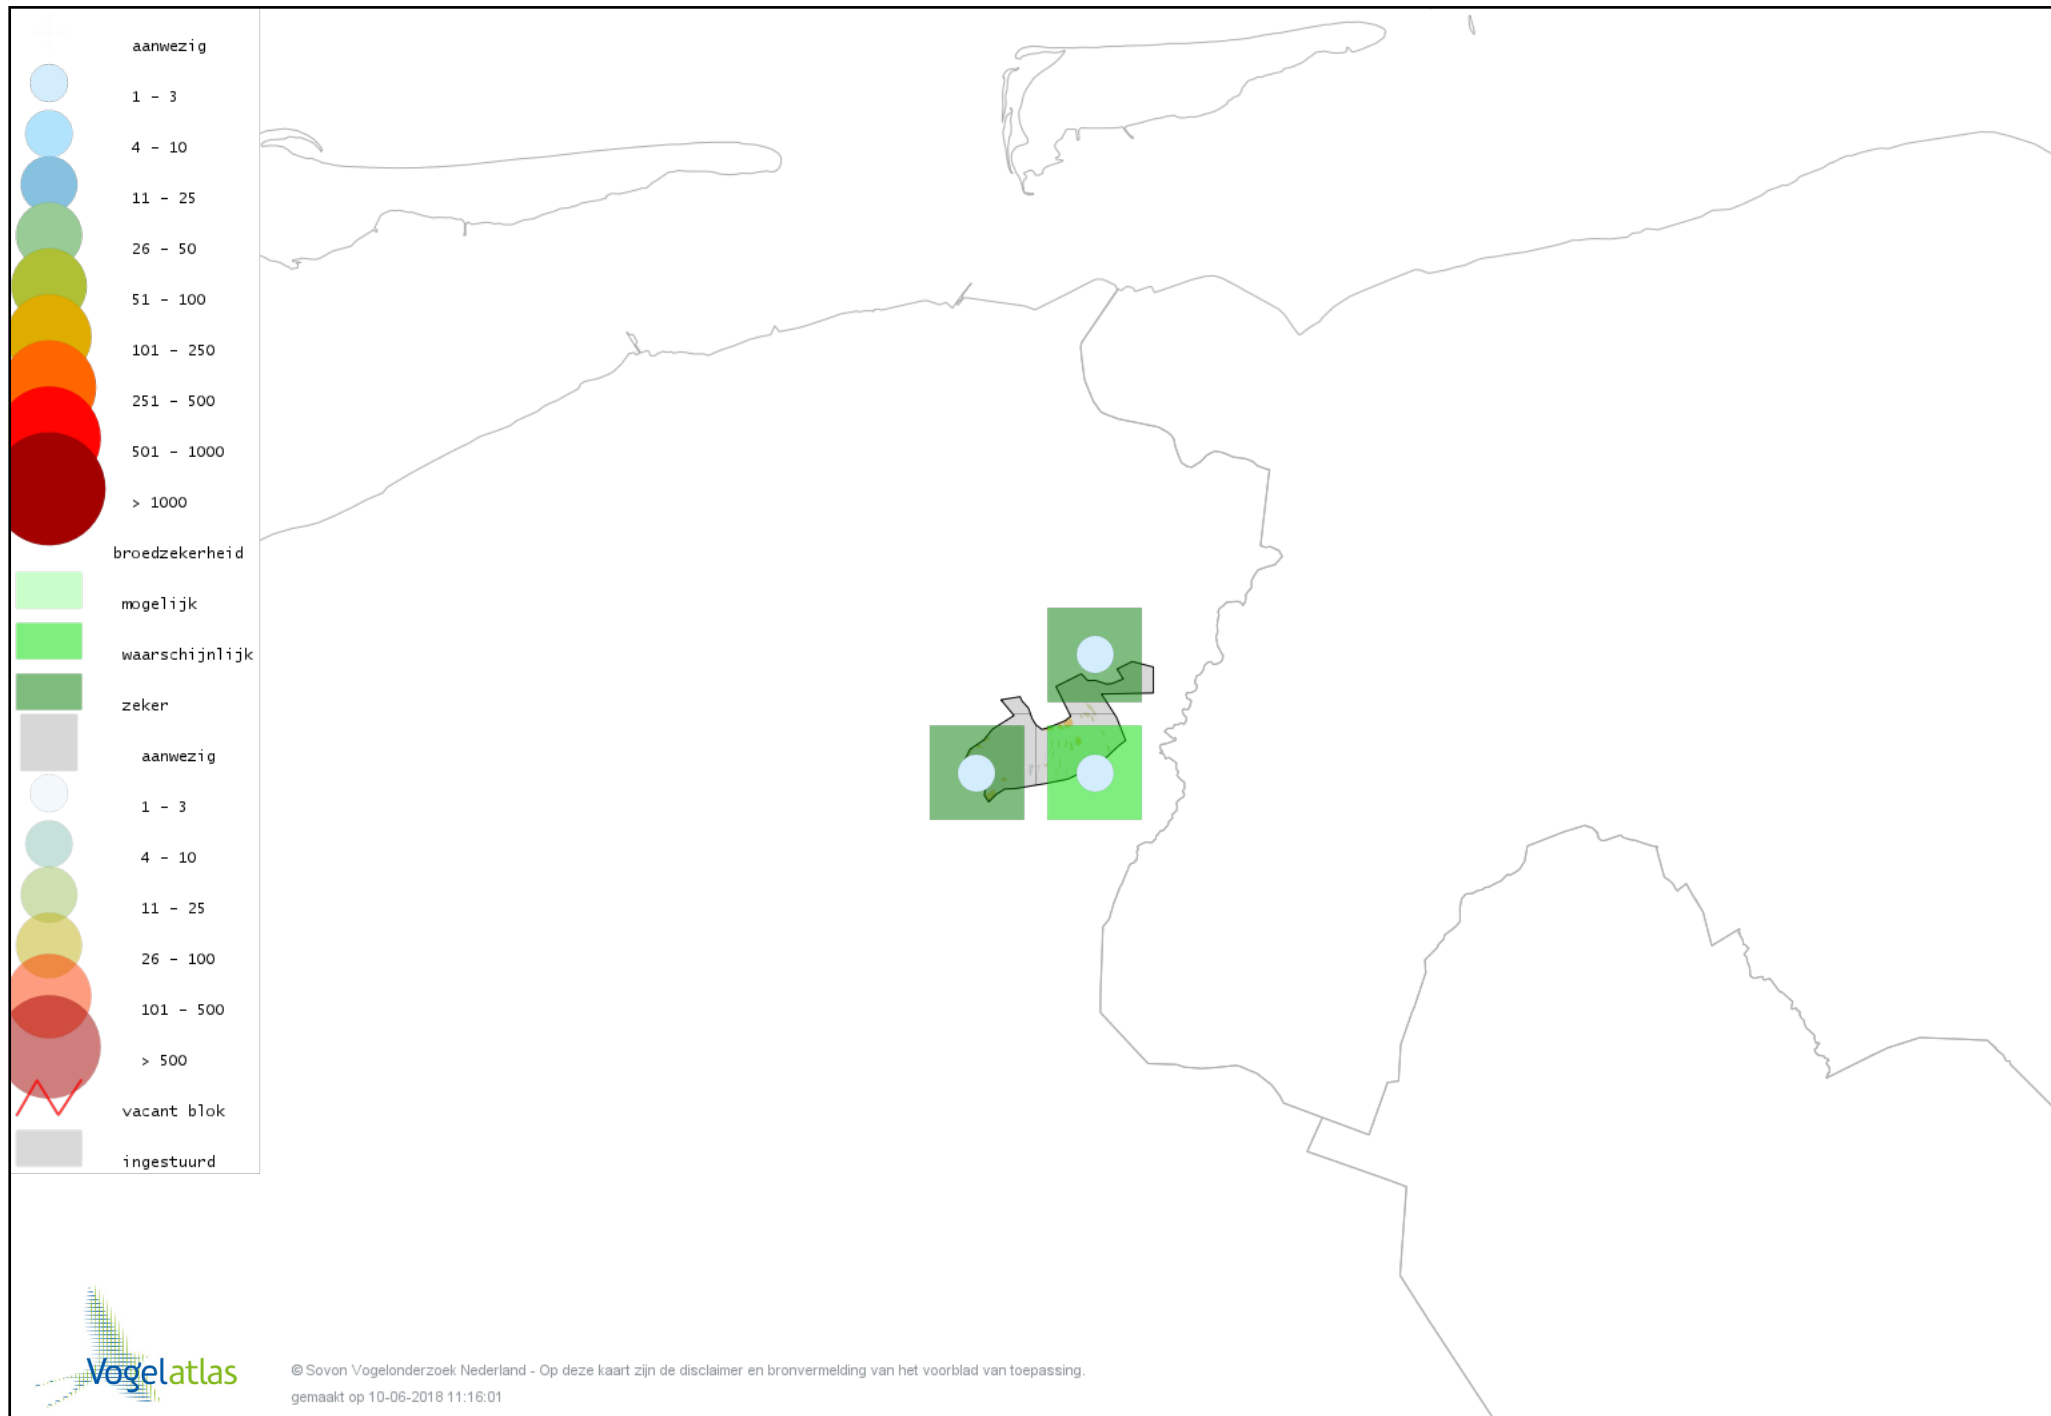 aanwezig
1 - 3
4 - 10
11 - 25
26 - 50
51 - 100
101 - 250
251 - 500
501 - 1000
> 1000
broedzekerheid
mogelijk
waarschijnlijk
zeker
aanwezig
1 - 3
4 - 10
11 - 25
26 - 100
101 - 500
> 500
vacant blok
ingestuurd
Vogelatlas
© Sovon Vogelonderzoek Nederland - Op deze kaart zijn de disclaimer en bronvermelding van het voorblad van toepassing.
gemaakt op 10-06-2018 11:16:01